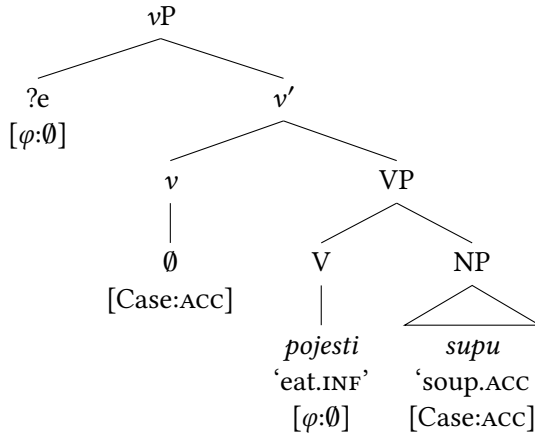 vP
?e v′
[φ:∅]
v VP
∅ V NP
[Case:ACC]
pojesti supu
‘eat.INF’ ‘soup.ACC
[φ:∅] [Case:ACC]